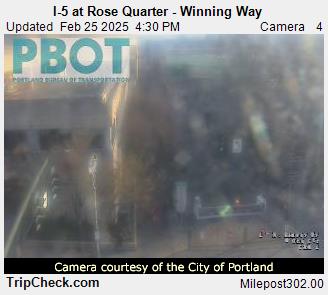 I-5 at Rose Quarter - Winning Way
Updated Feb 25 2025 4:30 PM Camera 4
PBOT
PORTLAND BUREAU OF TRANSPORTATION
Camera courtesy of the City of Portland
TripCheck.com Milepost302.00